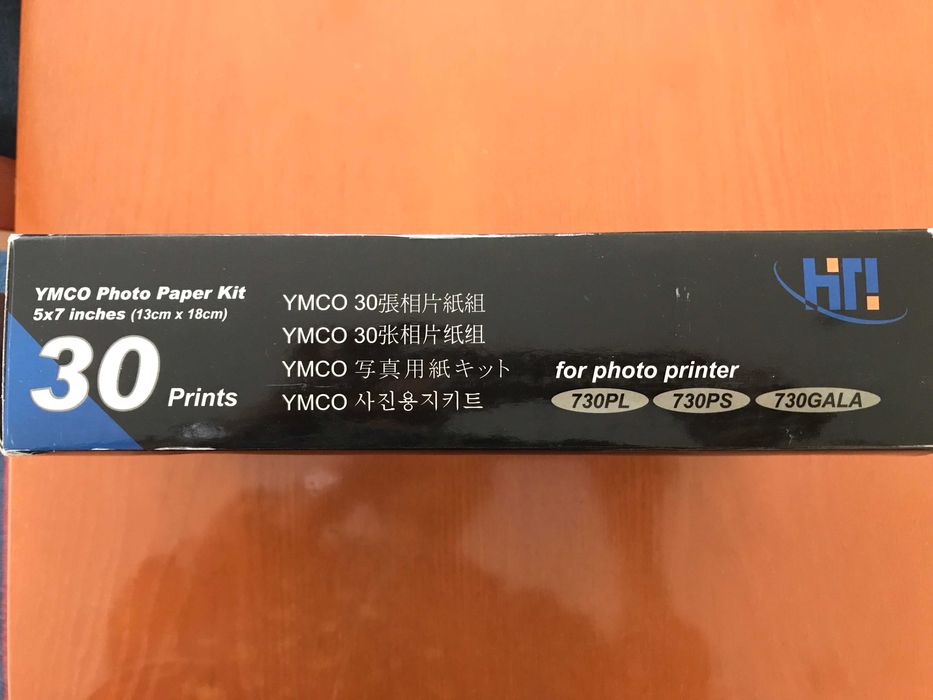 YMCO Photo Paper Kit
5x7 inches (13cm x 18cm)
30 Prints
YMCO 30張相片紙組
YMCO 30张相片纸组
YMCO 写真用紙キット
YMCO 사진용지키트
for photo printer
730PL 730PS 730GALA
HiTi!